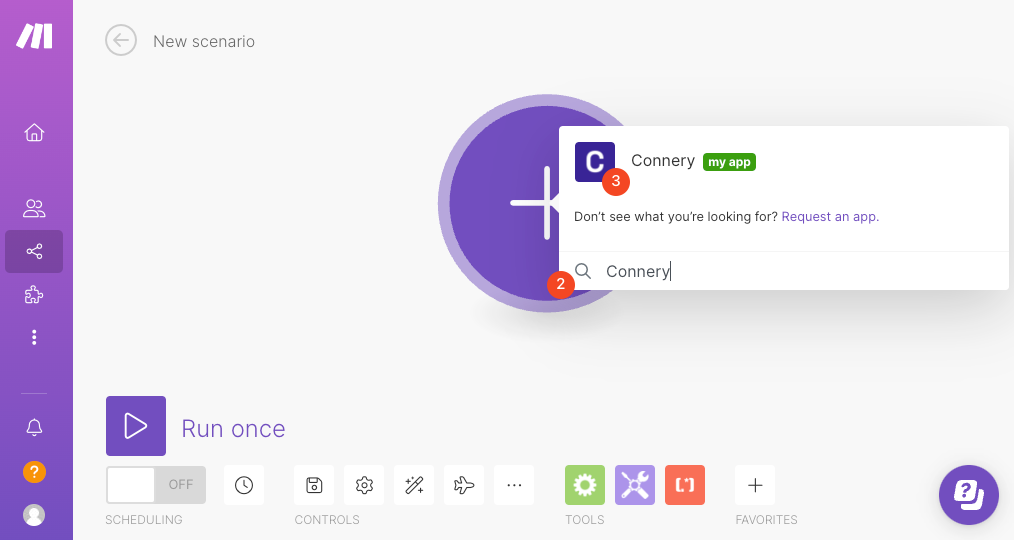 New scenario
C
Connery my app
3
Don't see what you're looking for? Request an app.
Connery
2
Run once
OFF
?
[.*]
?
SCHEDULING
CONTROLS
TOOLS
FAVORITES